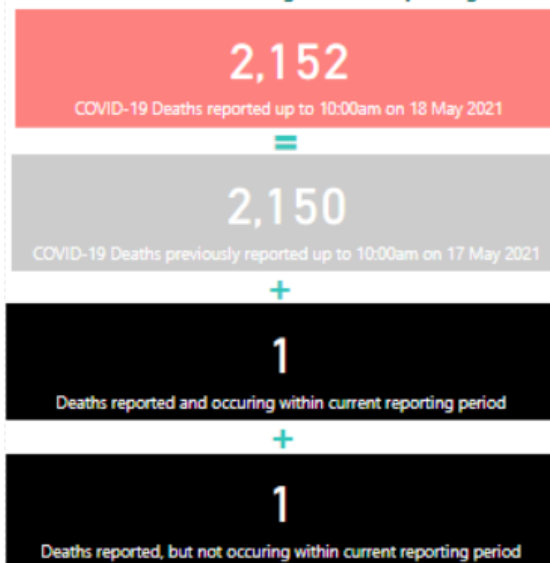 2,152
COVID-19 Deaths reported up to 10:00am on 18 May 2021
=
2,150
COVID-19 Deaths previously reported up to 10:00am on 17 May 2021
+
1
Deaths reported and occuring within current reporting period
+
1
Deaths reported, but not occuring within current reporting period